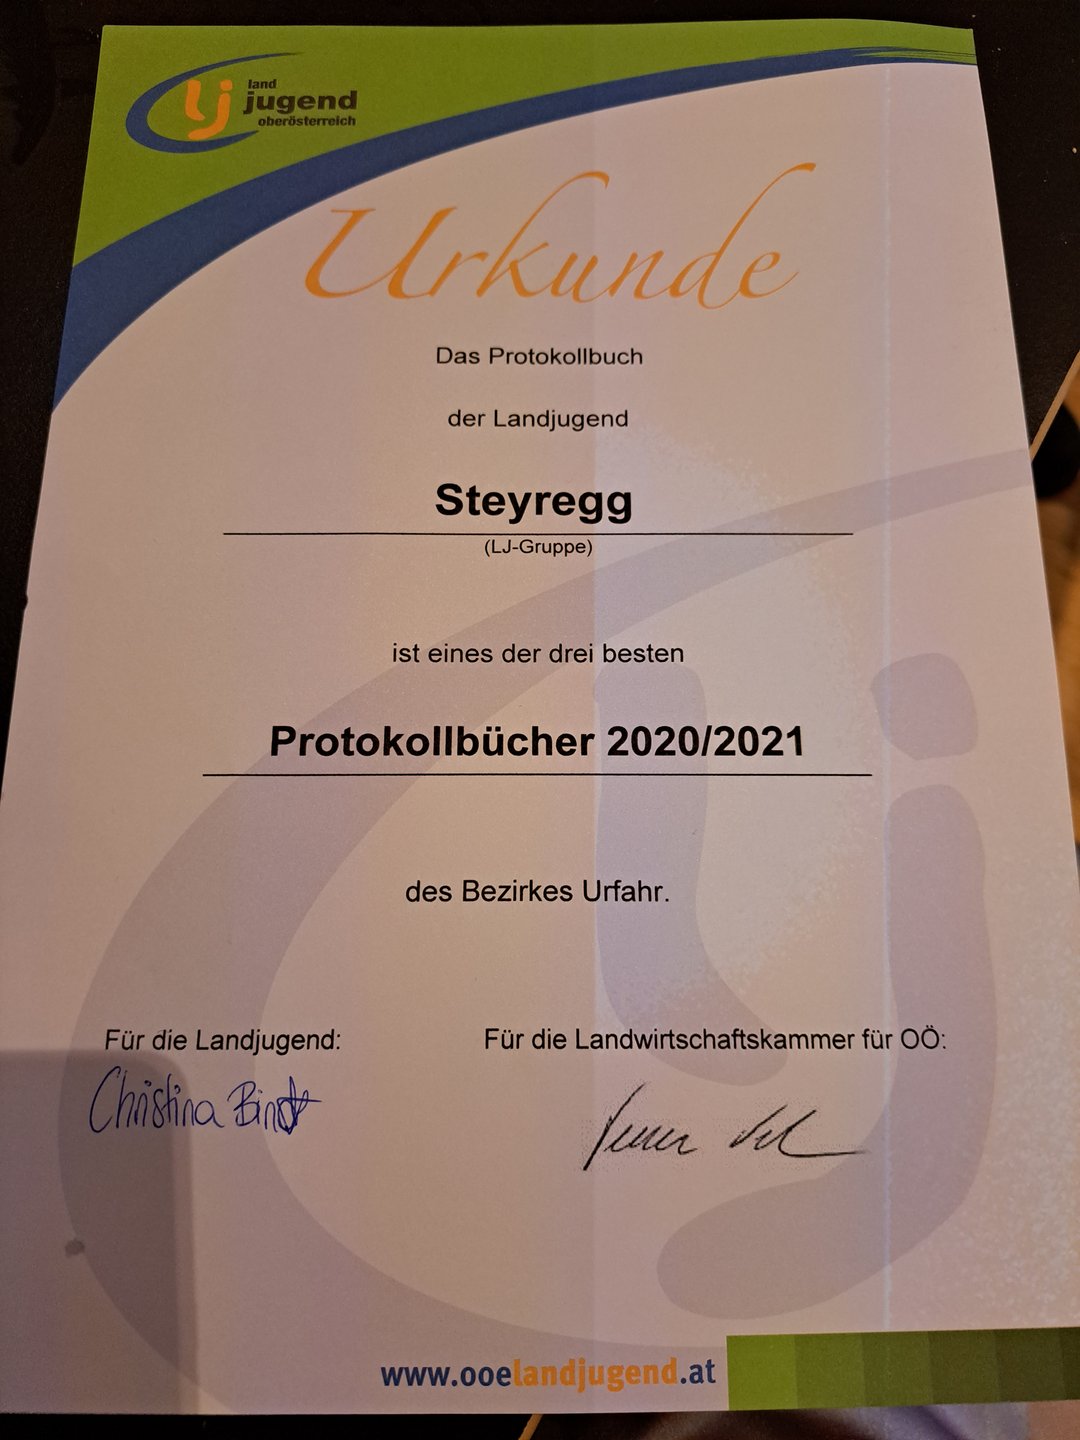 land
jugend
oberösterreich
Urkunde
Das Protokollbuch
der Landjugend
Steyregg
(LJ-Gruppe)
ist eines der drei besten
Protokollbücher 2020/2021
des Bezirkes Urfahr.
Für die Landjugend: Für die Landwirtschaftskammer für OÖ:
Christina
www.ooelandjugend.at